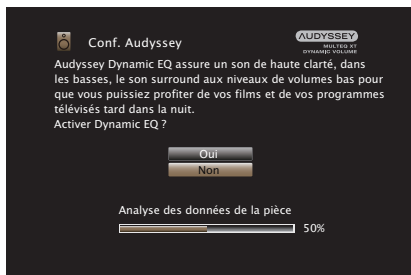 Conf. Audyssey
AUDYSSEY
MULTEQ XT
DYNAMIC VOLUME
Audyssey Dynamic EQ assure un son de haute clarté, dans
les basses, le son surround aux niveaux de volumes bas pour
que vous puissiez profiter de vos films et de vos programmes
télévisés tard dans la nuit.
Activer Dynamic EQ ?
Oui
Non
Analyse des données de la pièce
50%